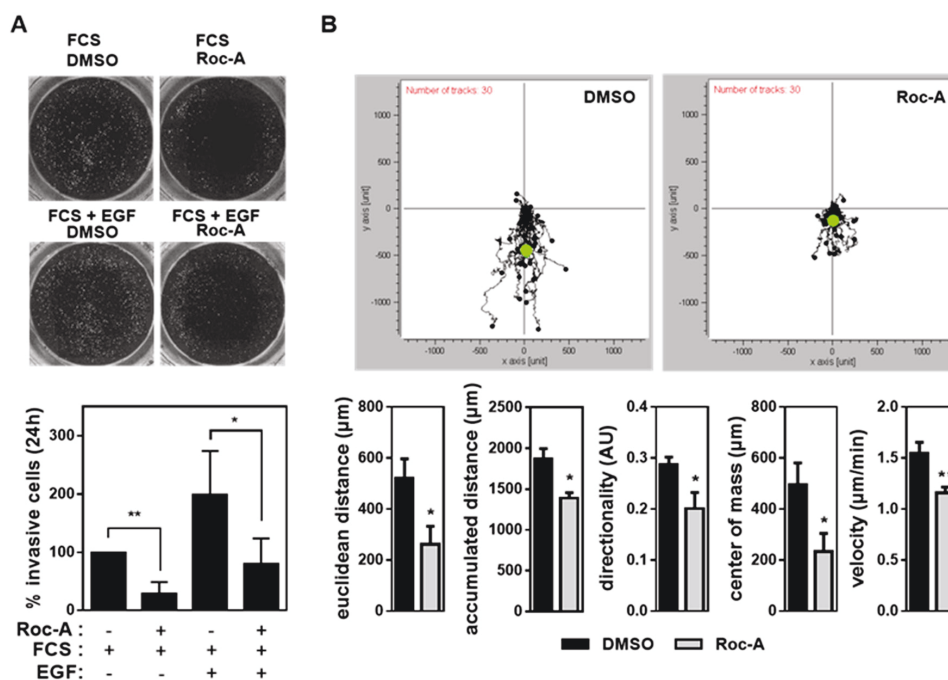 A
B
FCS
DMSO
FCS
Roc-A
FCS + EGF
DMSO
FCS + EGF
Roc-A
% invasive cells (24h)
300
200
100
0
**
*
Roc-A : - + - +
FCS : + + + +
EGF : - - + +
Number of tracks: 30
DMSO
y axis [unit]
1000
500
0
-500
-1000
-1000 -500 0 500 1000
x axis [unit]
Number of tracks: 30
Roc-A
y axis [unit]
1000
500
0
-500
-1000
-1000 -500 0 500 1000
x axis [unit]
euclidean distance (µm)
800
600
400
200
0
*
accumulated distance (µm)
2500
2000
1500
1000
500
0
*
directionality (AU)
0.4
0.3
0.2
0.1
0.0
*
center of mass (µm)
800
600
400
200
0
*
velocity (µm/min)
2.0
1.5
1.0
0.5
0.0
**
DMSO Roc-A